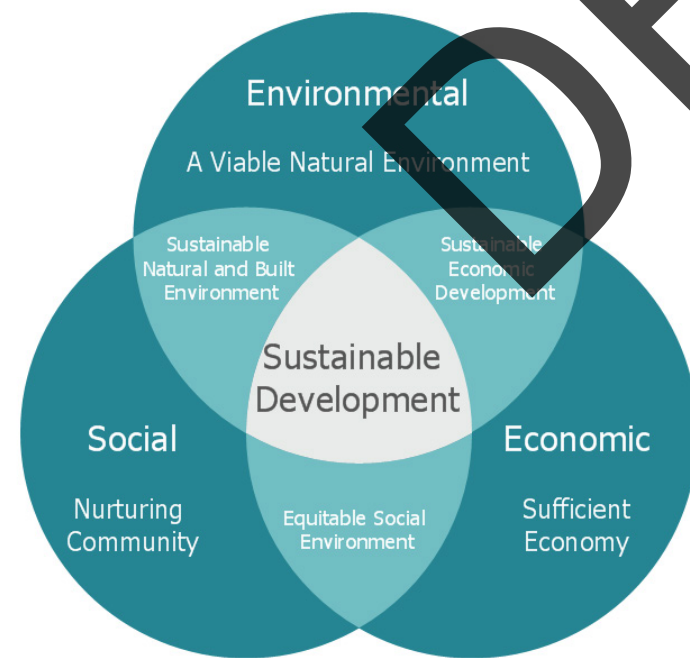 Environmental
A Viable Natural Environment
Sustainable
Natural and Built
Environment
Sustainable
Economic
Development
Sustainable
Development
Social
Nurturing
Community
Economic
Sufficient
Economy
Equitable Social
Environment